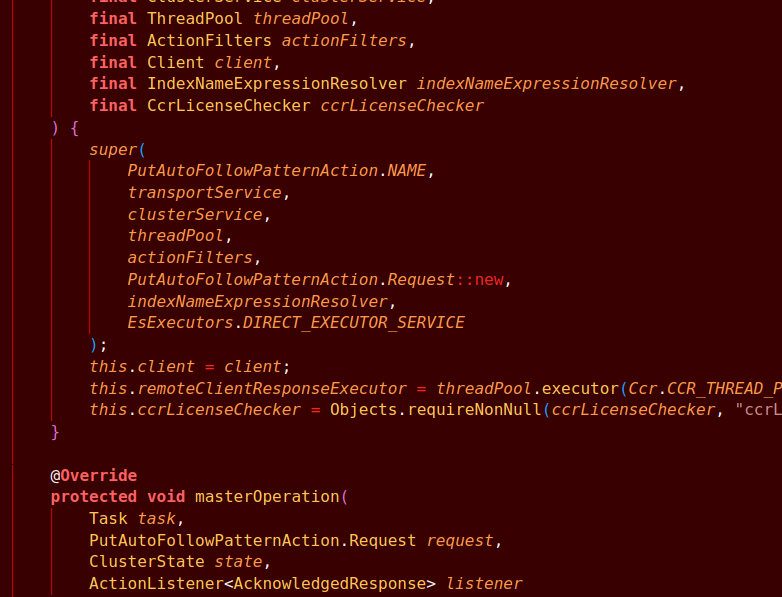 final ClusterService clusterService,
final ThreadPool threadPool,
final ActionFilters actionFilters,
final Client client,
final IndexNameExpressionResolver indexNameExpressionResolver,
final CcrLicenseChecker ccrLicenseChecker
) {
super(
PutAutoFollowPatternAction.NAME,
transportService,
clusterService,
threadPool,
actionFilters,
PutAutoFollowPatternAction.Request::new,
indexNameExpressionResolver,
EsExecutors.DIRECT_EXECUTOR_SERVICE
);
this.client = client;
this.remoteClientResponseExecutor = threadPool.executor(Ccr.CCR_THREAD_P
this.ccrLicenseChecker = Objects.requireNonNull(ccrLicenseChecker, "ccrL
}
@Override
protected void masterOperation(
Task task,
PutAutoFollowPatternAction.Request request,
ClusterState state,
ActionListener<AcknowledgedResponse> listener